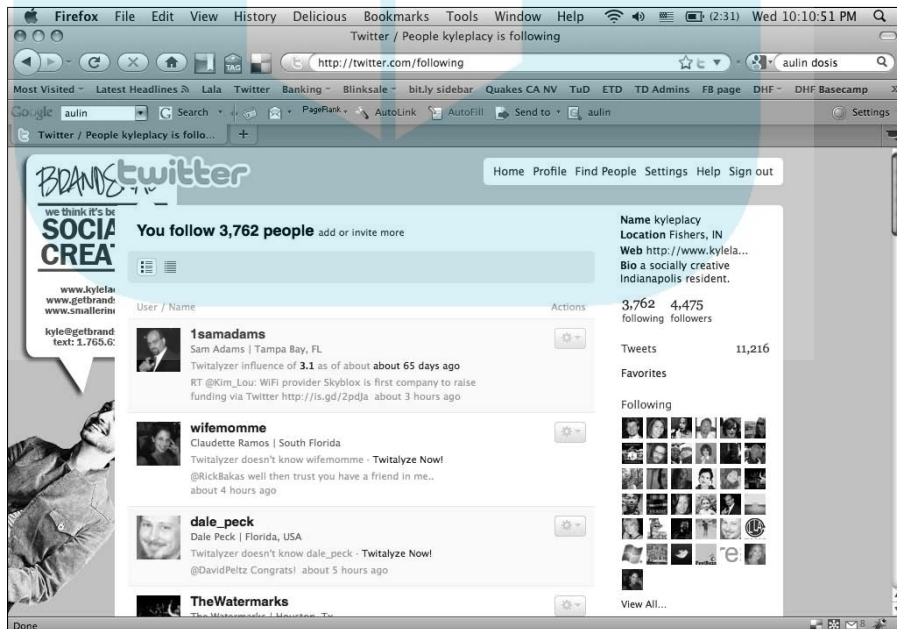 Firefox File Edit View History Delicious Bookmarks Tools Window Help (2:31) Wed 10:10:51 PM
Twitter / People kyleplacy is following
TAG http://twitter.com/following aulin dosis
Most Visited Latest Headlines Lala Twitter Banking Blinksale bit.ly sidebar Quakes CA NV TuD ETD TD Admins FB page DHF DHF Basecamp
Google aulin Search PageRank AutoLink AutoFill Send to aulin Settings
Twitter / People kyleplacy is follo... +
twitter
Home Profile Find People Settings Help Sign out
we think it's be
SOCIA
CREAT
www.kylela
www.getbrands
www.smallerin
kyle@getbrand
text: 1.765.6
You follow 3,762 people add or invite more
User / Name Actions
1samadams
Sam Adams | Tampa Bay, FL
Twitalyzer influence of 3.1 as of about about 65 days ago
RT @Kim_Lou: WiFi provider Skyblox is first company to raise
funding via Twitter http://is.gd/2pdJa about 3 hours ago
wifemomme
Claudette Ramos | South Florida
Twitalyzer doesn't know wifemomme - Twitalyze Now!
@RickBakas well then trust you have a friend in me..
about 4 hours ago
dale_peck
Dale Peck | Florida, USA
Twitalyzer doesn't know dale_peck - Twitalyze Now!
@DavidPeltz Congrats! about 5 hours ago
TheWatermarks
The Watermarks | Houston, Tx
Name kyleplacy
Location Fishers, IN
Web http://www.kylela...
Bio a socially creative
Indianapolis resident.
3,762 4,475
following followers
Tweets 11,216
Favorites
Following
View All...
Done 8